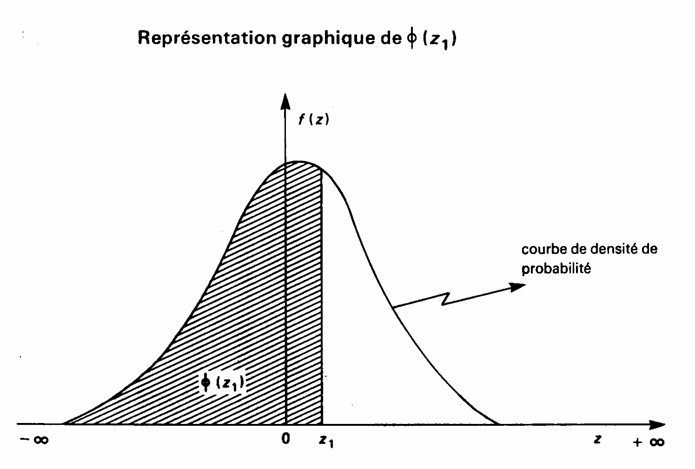 Représentation graphique de ϕ (z₁)
f (z)
courbe de densité de
probabilité
ϕ (z₁)
– ∞
0
z₁
z
+ ∞